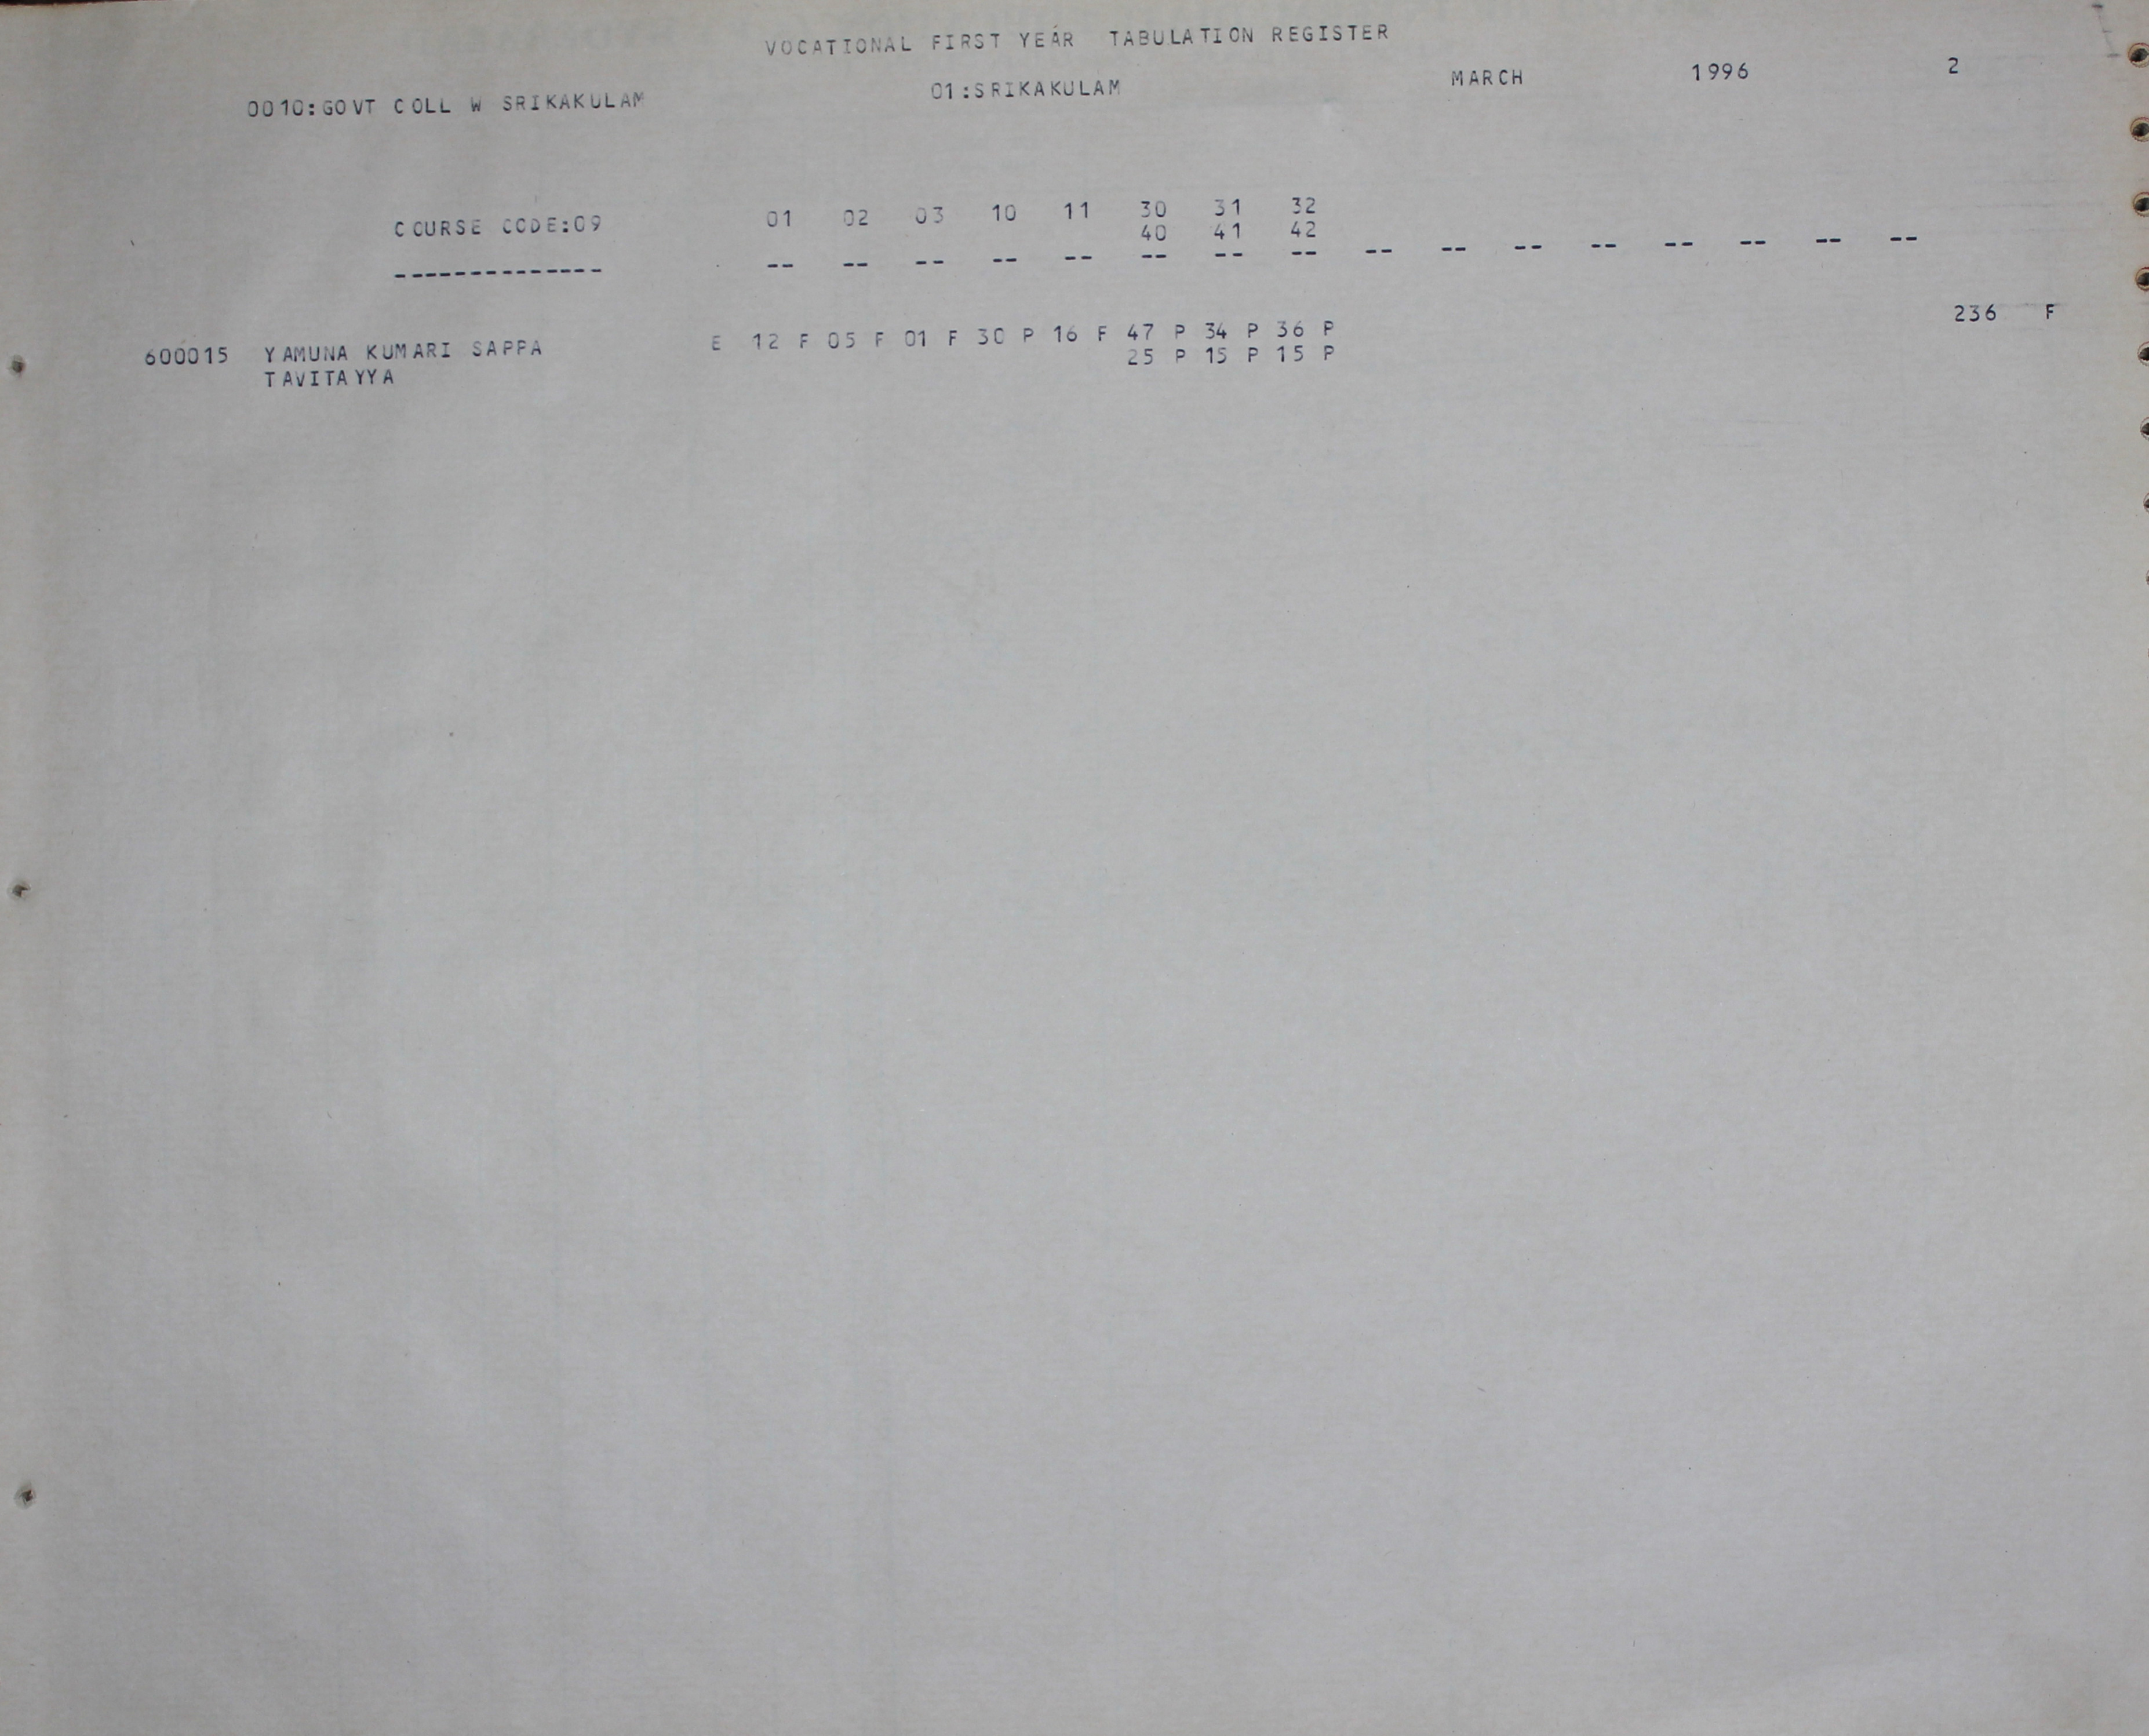 VOCATIONAL FIRST YEAR TABULATION REGISTER
0010:GOVT COLL W SRIKAKULAM 01:SRIKAKULAM MARCH 1996 2
COURSE CODE:09 01 02 03 10 11 30 31 32
40 41 42
-------------- -- -- -- -- -- -- -- -- -- -- -- -- -- -- -- --
600015 YAMUNA KUMARI SAPPA E 12 F 05 F 01 F 30 P 16 F 47 P 34 P 36 P 236 F
TAVITAYYA 25 P 15 P 15 P